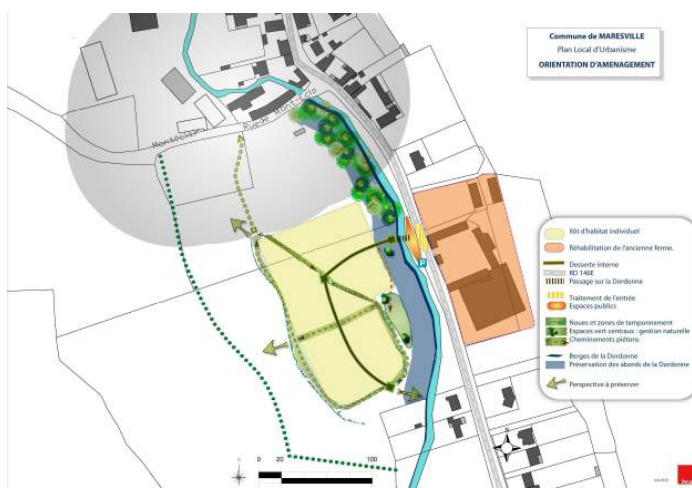 Commune de MARESVILLE
Plan Local d'Urbanisme
ORIENTATION D'AMENAGEMENT
Montéclair
Rue de
Ilôt d'habitat individuel
Réhabilitation de l'ancienne ferme.
Desserte interne
RD 146E
Passage sur la Dordonne
Traitement de l'entrée
Espaces publics
P
Noues et zones de tamponnement
Espaces vert centraux : gestion naturelle
Cheminements piétons
Berges de la Dordonne
Préservation des abords de la Dordonne
Perspective à préserver
N
0 20 100